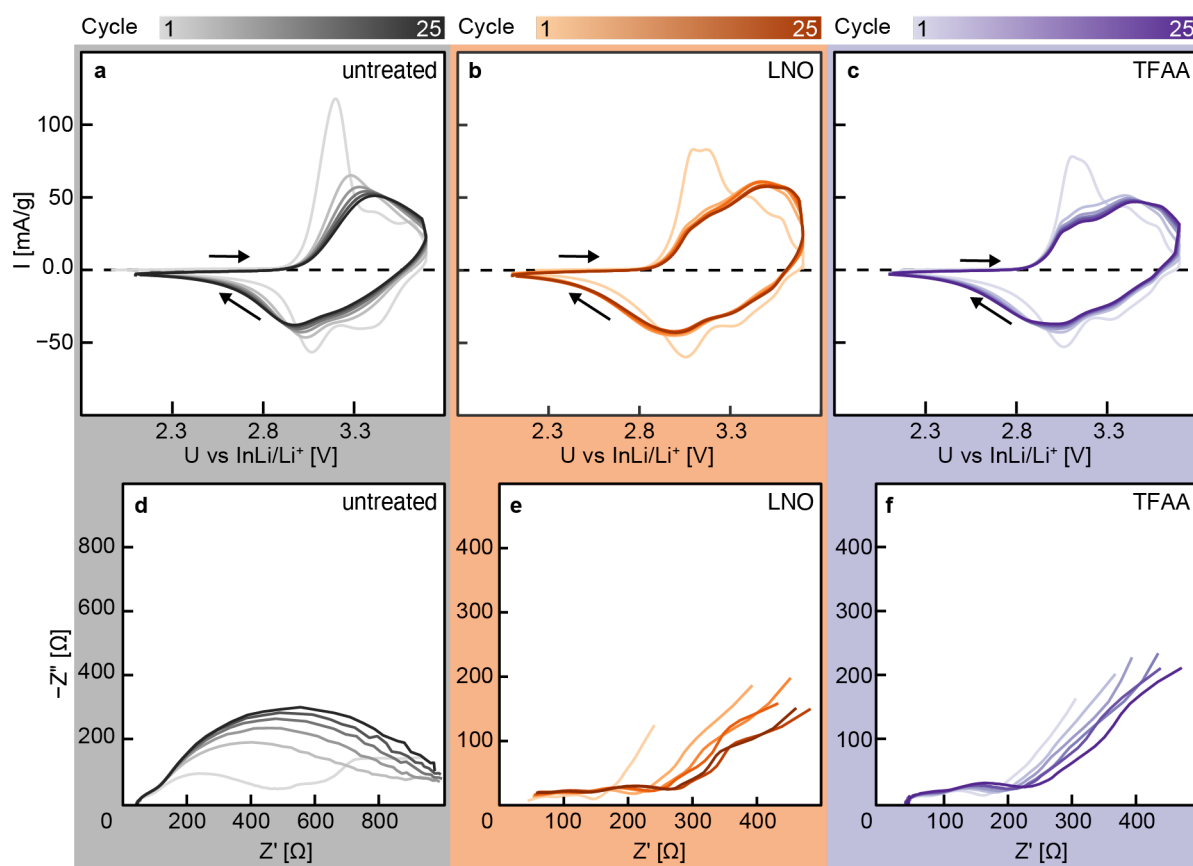 Cycle 1 25 Cycle 1 25 Cycle 1 25
a untreated
b LNO
c TFAA
I [mA/g]
100
50
0.0
−50
2.3 2.8 3.3
2.3 2.8 3.3
2.3 2.8 3.3
U vs InLi/Li⁺ [V]
U vs InLi/Li⁺ [V]
U vs InLi/Li⁺ [V]
d untreated
−Z'' [Ω]
800
600
400
200
0 200 400 600 800
Z' [Ω]
e LNO
400
300
200
100
0 100 200 300 400
Z' [Ω]
f TFAA
400
300
200
100
0 100 200 300 400
Z' [Ω]